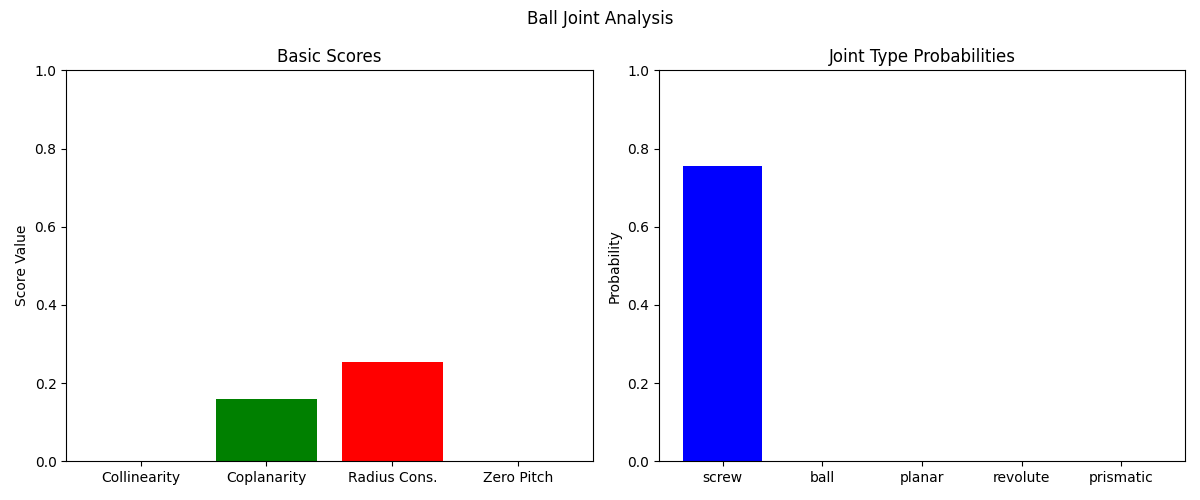 Ball Joint Analysis
Basic Scores
Score Value
1.0
0.8
0.6
0.4
0.2
0.0
Collinearity Coplanarity Radius Cons. Zero Pitch
Joint Type Probabilities
Probability
1.0
0.8
0.6
0.4
0.2
0.0
screw ball planar revolute prismatic